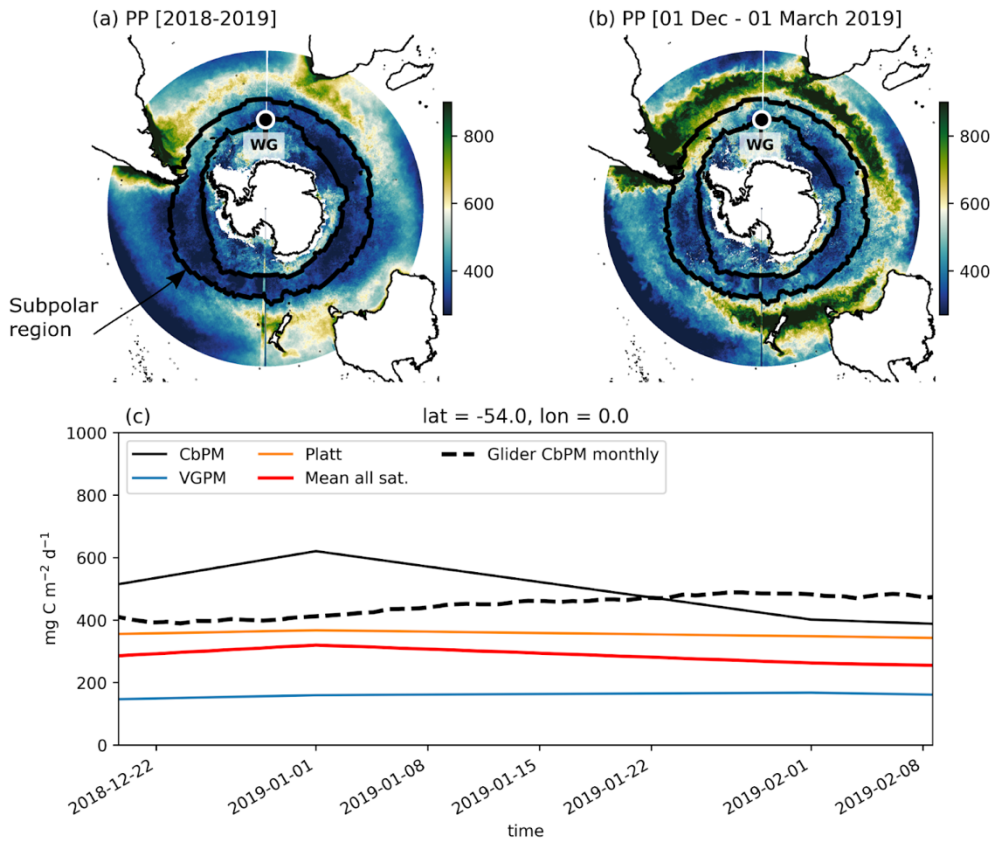 (a) PP [2018-2019]
(b) PP [01 Dec - 01 March 2019]
WG
800
600
400
Subpolar
region
WG
800
600
400
(c)
lat = -54.0, lon = 0.0
1000
800
600
400
200
0
mg C m⁻² d⁻¹
CbPM
VGPM
Platt
Mean all sat.
Glider CbPM monthly
2018-12-22
2019-01-01
2019-01-08
2019-01-15
2019-01-22
2019-02-01
2019-02-08
time